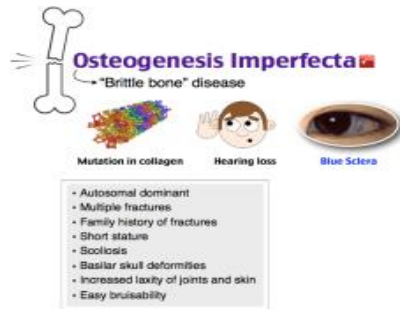 Osteogenesis Imperfecta
"Brittle bone" disease
Mutation in collagen
Hearing loss
Blue Sclera
• Autosomal dominant
• Multiple fractures
• Family history of fractures
• Short stature
• Scoliosis
• Basilar skull deformities
• Increased laxity of joints and skin
• Easy bruisability